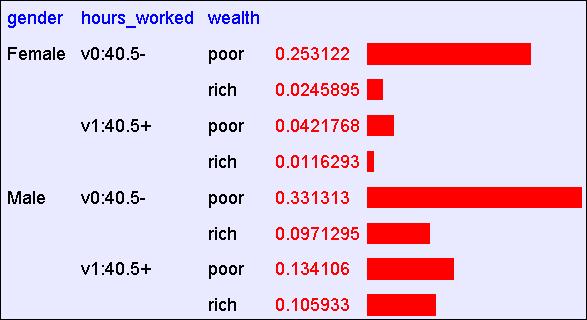 gender hours_worked wealth
Female v0:40.5- poor 0.253122
rich 0.0245895
v1:40.5+ poor 0.0421768
rich 0.0116293
Male v0:40.5- poor 0.331313
rich 0.0971295
v1:40.5+ poor 0.134106
rich 0.105933